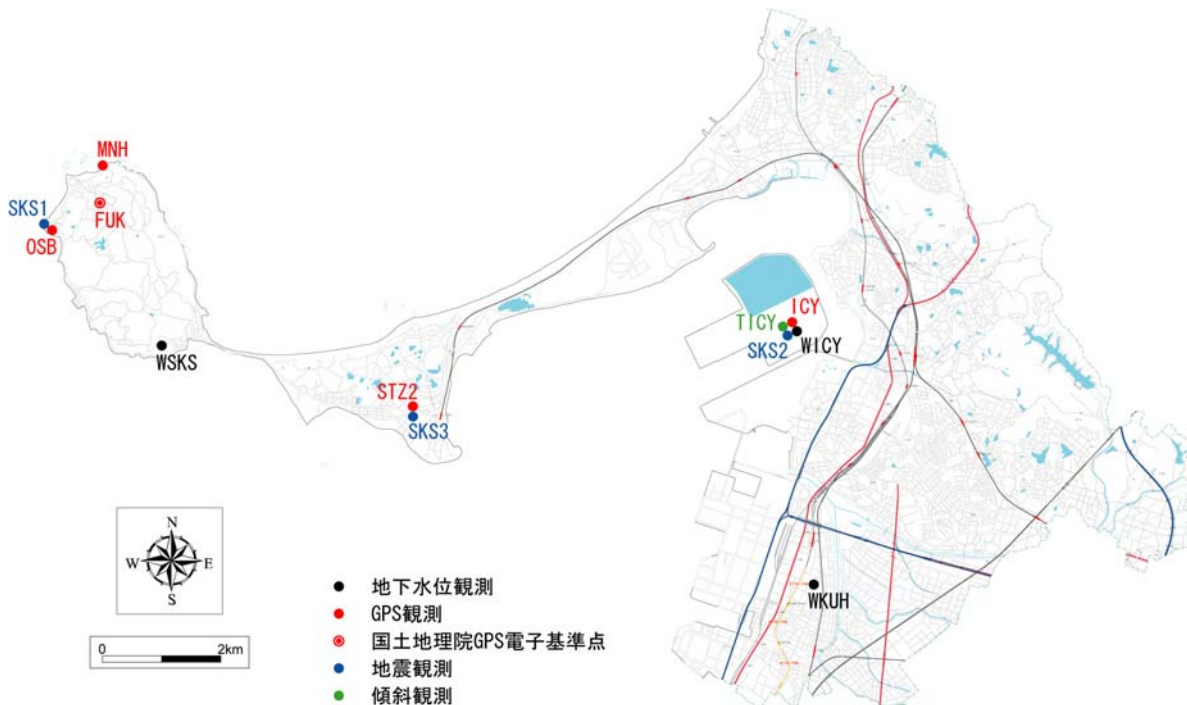 MNH
SKS1
FUK
OSB
WSKS
ICY
TICY
WICY
SKS2
STZ2
SKS3
WKUH
N
W E
S
0 2km
地下水位観測
GPS観測
国土地理院GPS電子基準点
地震観測
傾斜観測